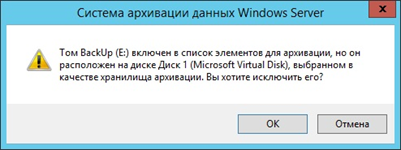 Система архивации данных Windows Server
Том BackUp (E:) включен в список элементов для архивации, но он
расположен на диске Диск 1 (Microsoft Virtual Disk), выбранном в
качестве хранилища архивации. Вы хотите исключить его?
OK
Отмена